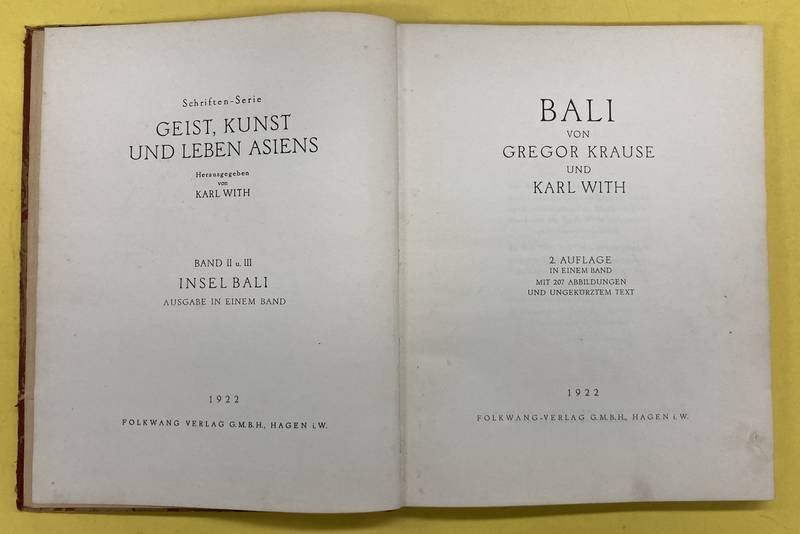 Schriften-Serie
GEIST, KUNST
UND LEBEN ASIENS
Herausgegeben
von
KARL WITH
BAND II u. III
INSEL BALI
AUSGABE IN EINEM BAND
1922
FOLKWANG VERLAG G.M.B.H., HAGEN i. W.
BALI
VON
GREGOR KRAUSE
UND
KARL WITH
2. AUFLAGE
IN EINEM BAND
MIT 207 ABBILDUNGEN
UND UNGEKÜRZTEM TEXT
1922
FOLKWANG-VERLAG G.M.B.H., HAGEN i. W.